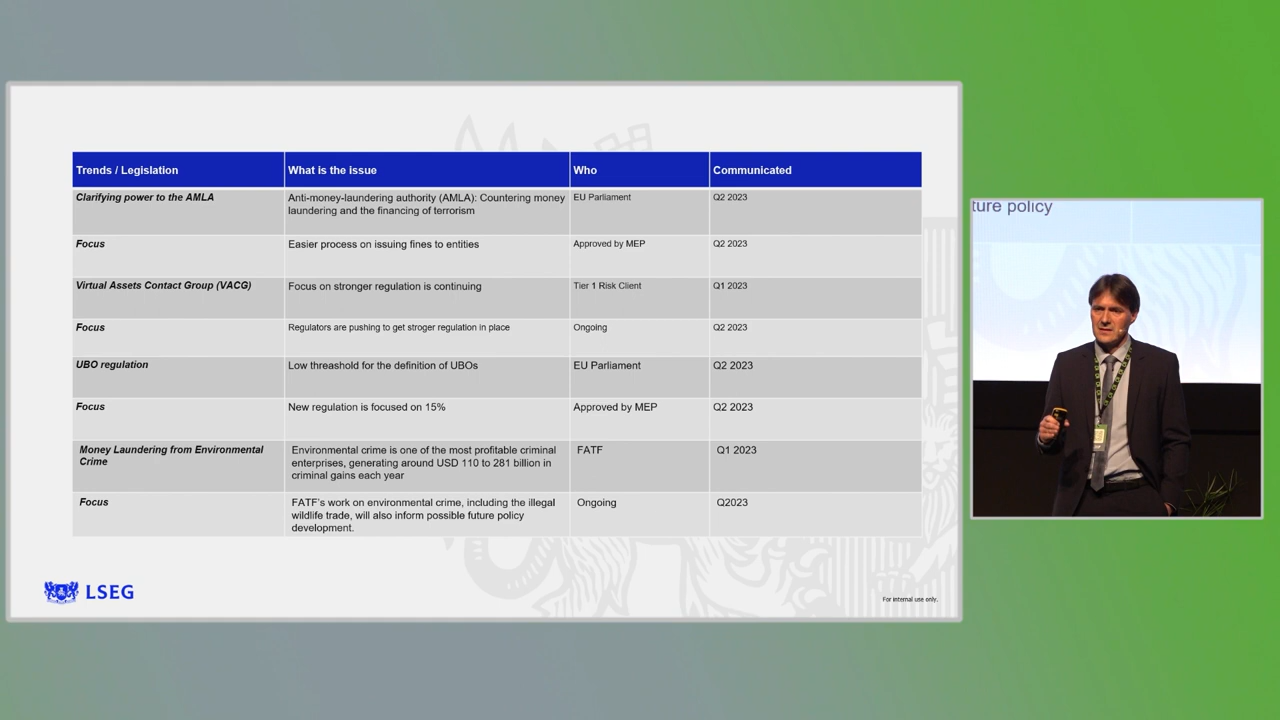 Trends / Legislation
What is the issue
Who
Communicated
Clarifying power to the AMLA
Anti-money-laundering authority (AMLA): Countering money
laundering and the financing of terrorism
EU Parliament
Q2 2023
Focus
Easier process on issuing fines to entities
Approved by MEP
Q2 2023
Virtual Assets Contact Group (VACG)
Focus on stronger regulation is continuing
Tier 1 Risk Client
Q1 2023
Focus
Regulators are pushing to get stroger regulation in place
Ongoing
Q2 2023
UBO regulation
Low threashold for the definition of UBOs
EU Parliament
Q2 2023
Focus
New regulation is focused on 15%
Approved by MEP
Q2 2023
Money Laundering from Environmental
Crime
Environmental crime is one of the most profitable criminal
enterprises, generating around USD 110 to 281 billion in
criminal gains each year
FATF
Q1 2023
Focus
FATF's work on environmental crime, including the illegal
wildlife trade, will also inform possible future policy
development.
Ongoing
Q2023
LSEG
For internal use only.
ture policy